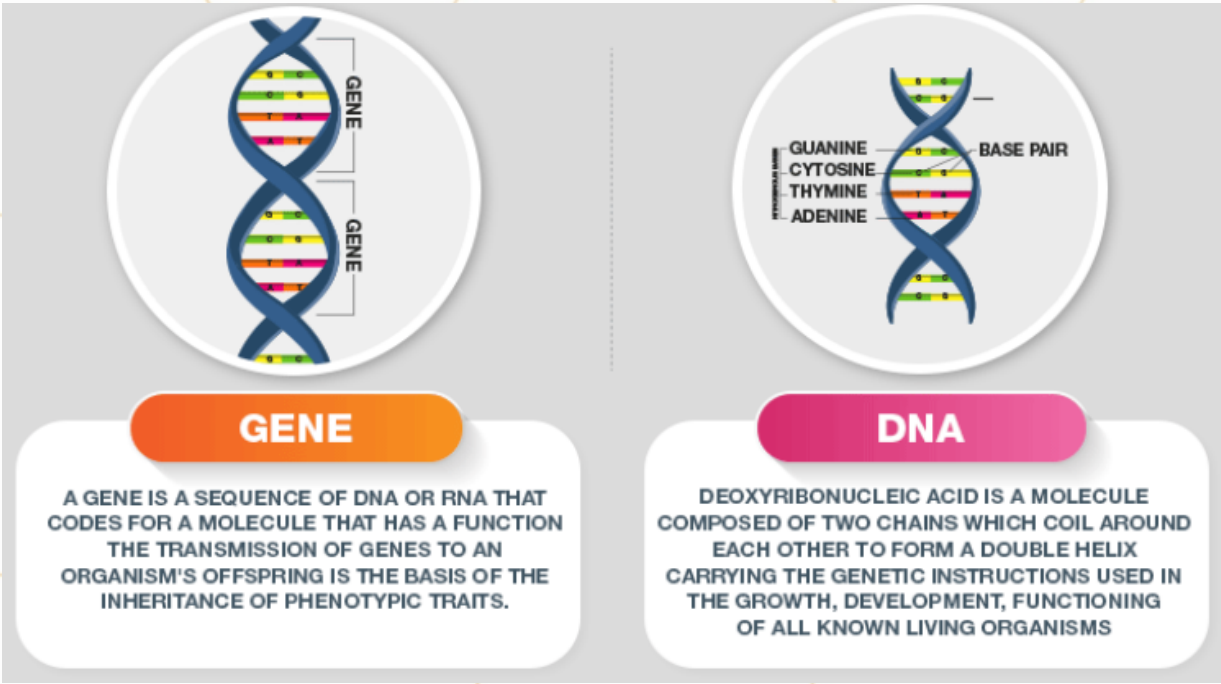 GENE
G C
C G
T A
A T
GENE
G C
C G
T A
A T
G C
G C
C G
GUANINE
CYTOSINE
THYMINE
ADENINE
G C
C G
T A
A T
BASE PAIR
G C
C G
GENE
A GENE IS A SEQUENCE OF DNA OR RNA THAT
CODES FOR A MOLECULE THAT HAS A FUNCTION
THE TRANSMISSION OF GENES TO AN
ORGANISM'S OFFSPRING IS THE BASIS OF THE
INHERITANCE OF PHENOTYPIC TRAITS.
DNA
DEOXYRIBONUCLEIC ACID IS A MOLECULE
COMPOSED OF TWO CHAINS WHICH COIL AROUND
EACH OTHER TO FORM A DOUBLE HELIX
CARRYING THE GENETIC INSTRUCTIONS USED IN
THE GROWTH, DEVELOPMENT, FUNCTIONING
OF ALL KNOWN LIVING ORGANISMS